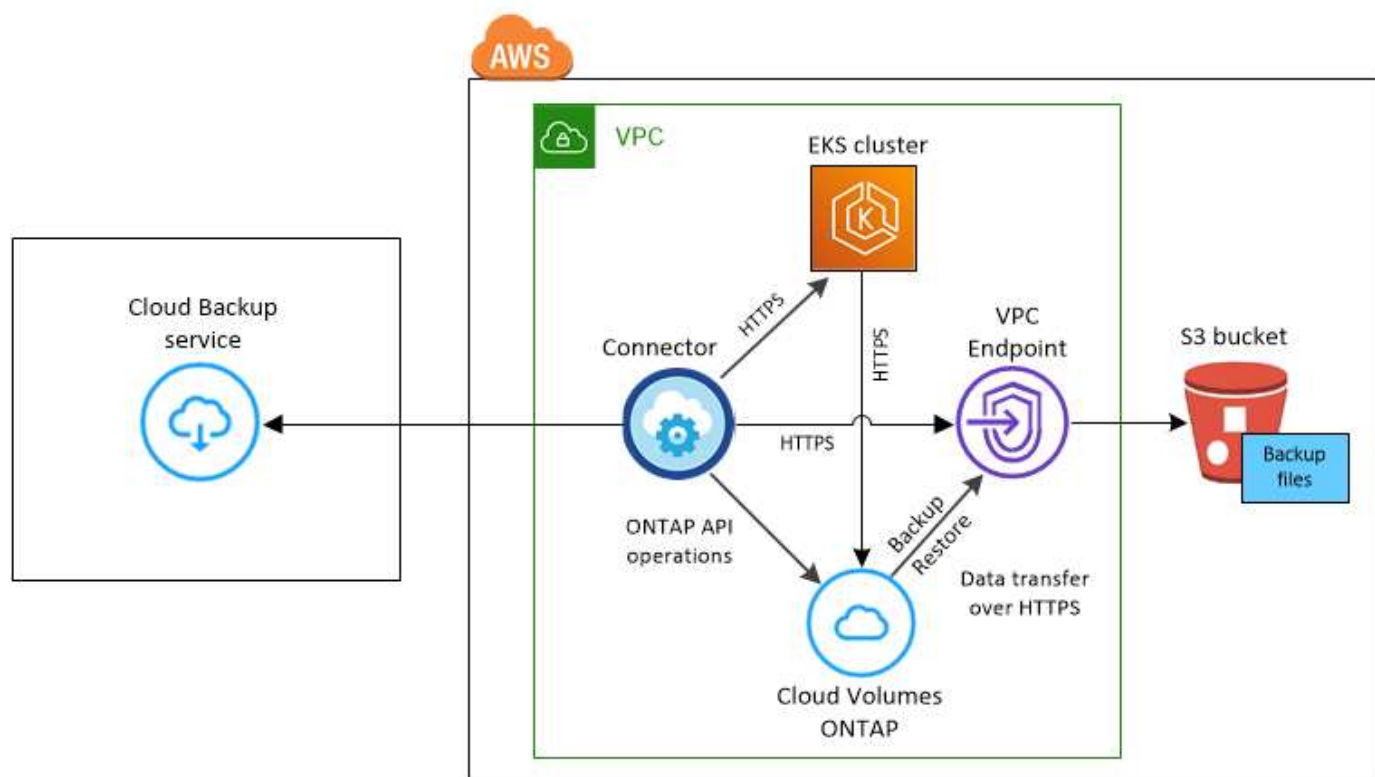 AWS
VPC
EKS cluster
Cloud Backup
service
HTTPS
VPC
Endpoint
S3 bucket
Connector
HTTPS
HTTPS
Backup
files
ONTAP API
operations
Backup
Restore
Data transfer
over HTTPS
Cloud Volumes
ONTAP
K